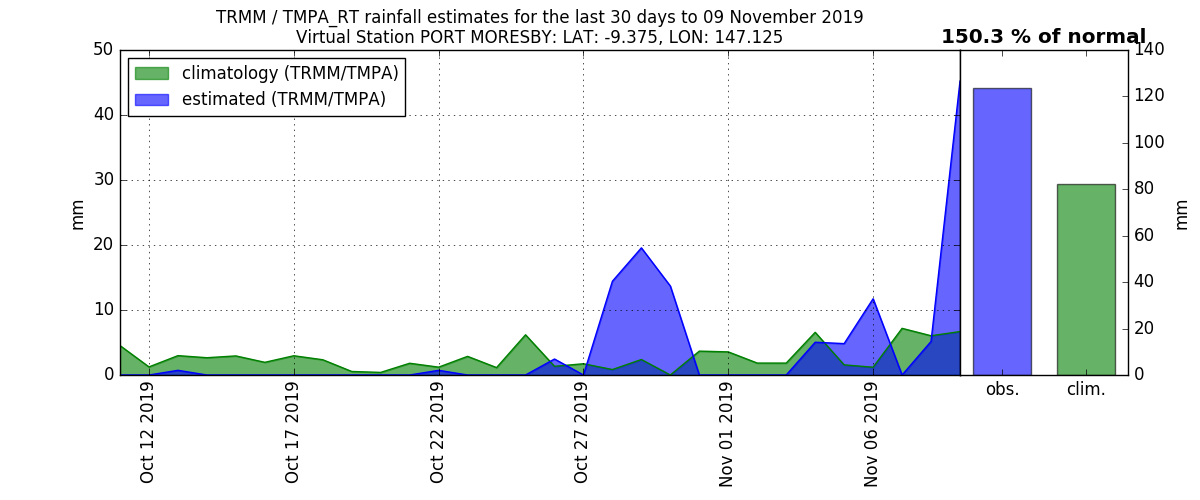 TRMM / TMPA_RT rainfall estimates for the last 30 days to 09 November 2019
Virtual Station PORT MORESBY: LAT: -9.375, LON: 147.125
150.3 % of normal
climatology (TRMM/TMPA)
estimated (TRMM/TMPA)
50
40
30
20
10
0
mm
Oct 12 2019
Oct 17 2019
Oct 22 2019
Oct 27 2019
Nov 01 2019
Nov 06 2019
obs.
clim.
140
120
100
80
60
40
20
0
mm